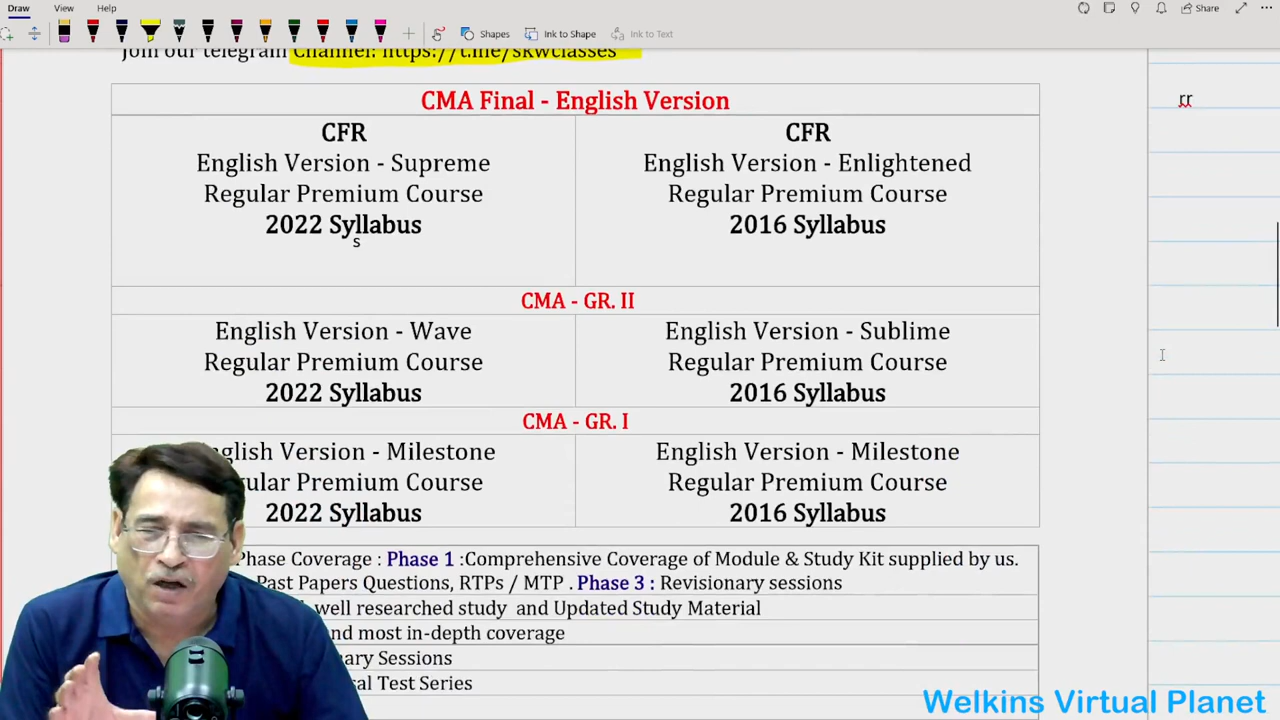 Draw View Help Share
Shapes Ink to Shape Ink to Text
Join our telegram Channel: https://t.me/skwclasses
rr
CMA Final - English Version
CFR
English Version - Supreme
Regular Premium Course
2022 Syllabus
s
CFR
English Version - Enlightened
Regular Premium Course
2016 Syllabus
CMA - GR. II
English Version - Wave
Regular Premium Course
2022 Syllabus
English Version - Sublime
Regular Premium Course
2016 Syllabus
CMA - GR. I
nglish Version - Milestone
ular Premium Course
2022 Syllabus
English Version - Milestone
Regular Premium Course
2016 Syllabus
Phase Coverage : Phase 1 :Comprehensive Coverage of Module & Study Kit supplied by us.
Past Papers Questions, RTPs / MTP . Phase 3 : Revisionary sessions
well researched study and Updated Study Material
nd most in-depth coverage
ary Sessions
al Test Series
Welkins Virtual Planet